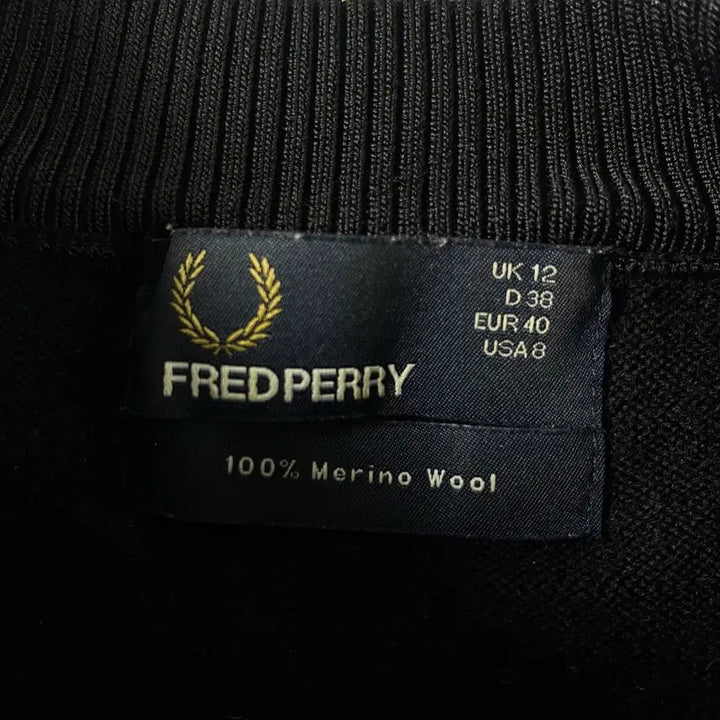 UK 12
D 38
EUR 40
USA 8
FRED PERRY
100% Merino Wool